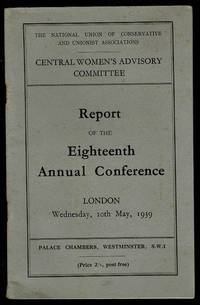 THE NATIONAL UNION OF CONSERVATIVE
AND UNIONIST ASSOCIATIONS
CENTRAL WOMEN'S ADVISORY
COMMITTEE
Report
OF THE
Eighteenth
Annual Conference
LONDON
Wednesday, 10th May, 1939
PALACE CHAMBERS, WESTMINSTER, S.W.1
(Price 2/-, post free)